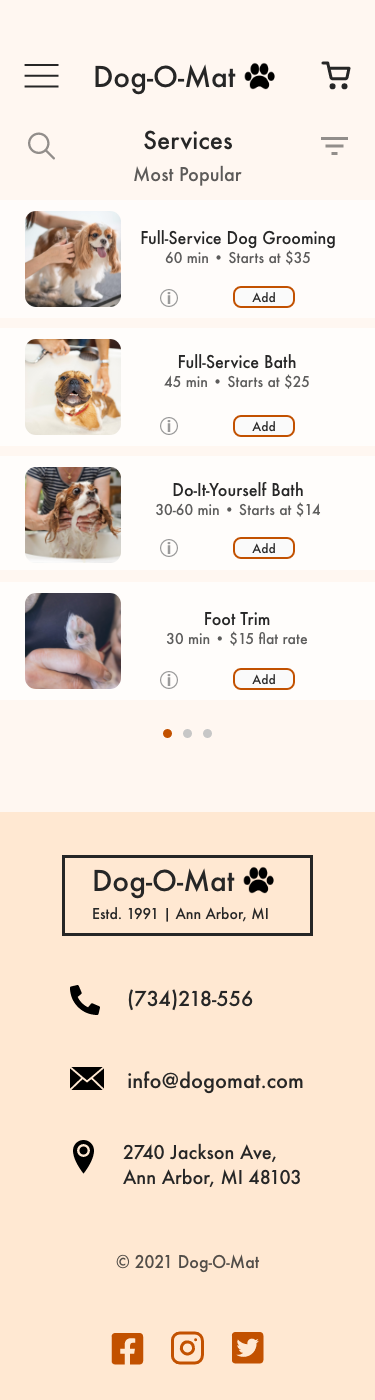 Dog-O-Mat
Services
Most Popular
Full-Service Dog Grooming
60 min • Starts at $35
Add
Full-Service Bath
45 min • Starts at $25
Add
Do-It-Yourself Bath
30-60 min • Starts at $14
Add
Foot Trim
30 min • $15 flat rate
Add
Dog-O-Mat
Estd. 1991 | Ann Arbor, MI
(734)218-556
info@dogomat.com
2740 Jackson Ave,
Ann Arbor, MI 48103
© 2021 Dog-O-Mat